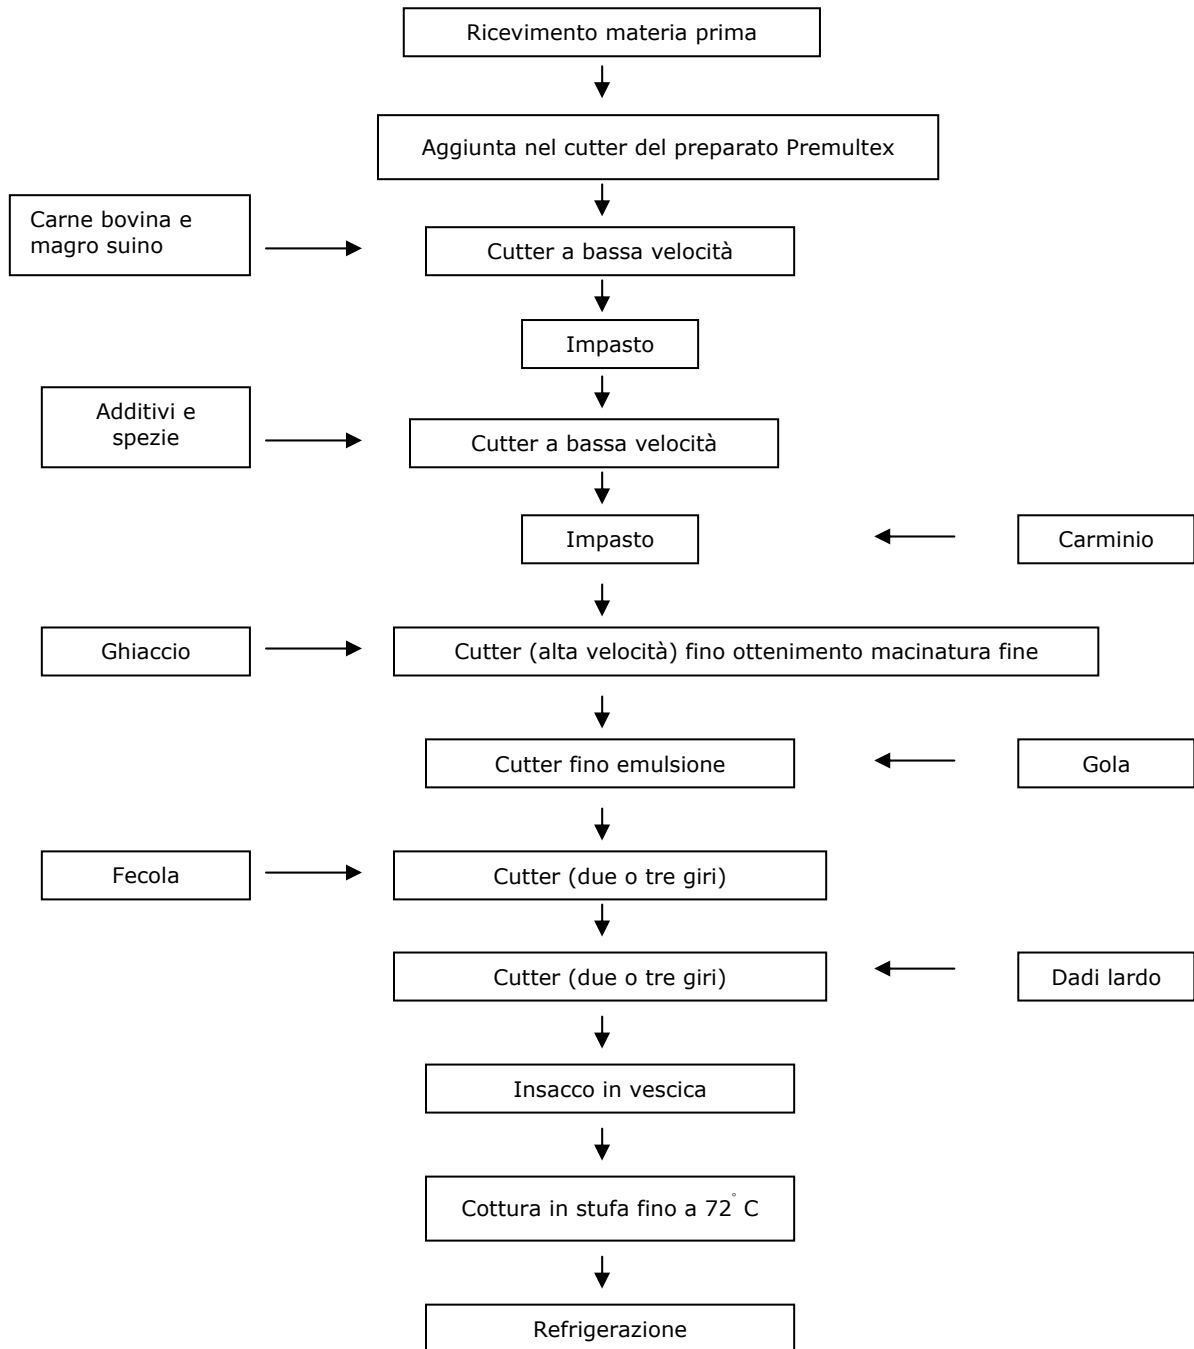 Ricevimento materia prima
Aggiunta nel cutter del preparato Premultex
Carne bovina e
magro suino
Cutter a bassa velocità
Impasto
Additivi e
spezie
Cutter a bassa velocità
Impasto
Carminio
Ghiaccio
Cutter (alta velocità) fino ottenimento macinatura fine
Cutter fino emulsione
Gola
Fecola
Cutter (due o tre giri)
Cutter (due o tre giri)
Dadi lardo
Insacco in vescica
Cottura in stufa fino a 72° C
Refrigerazione